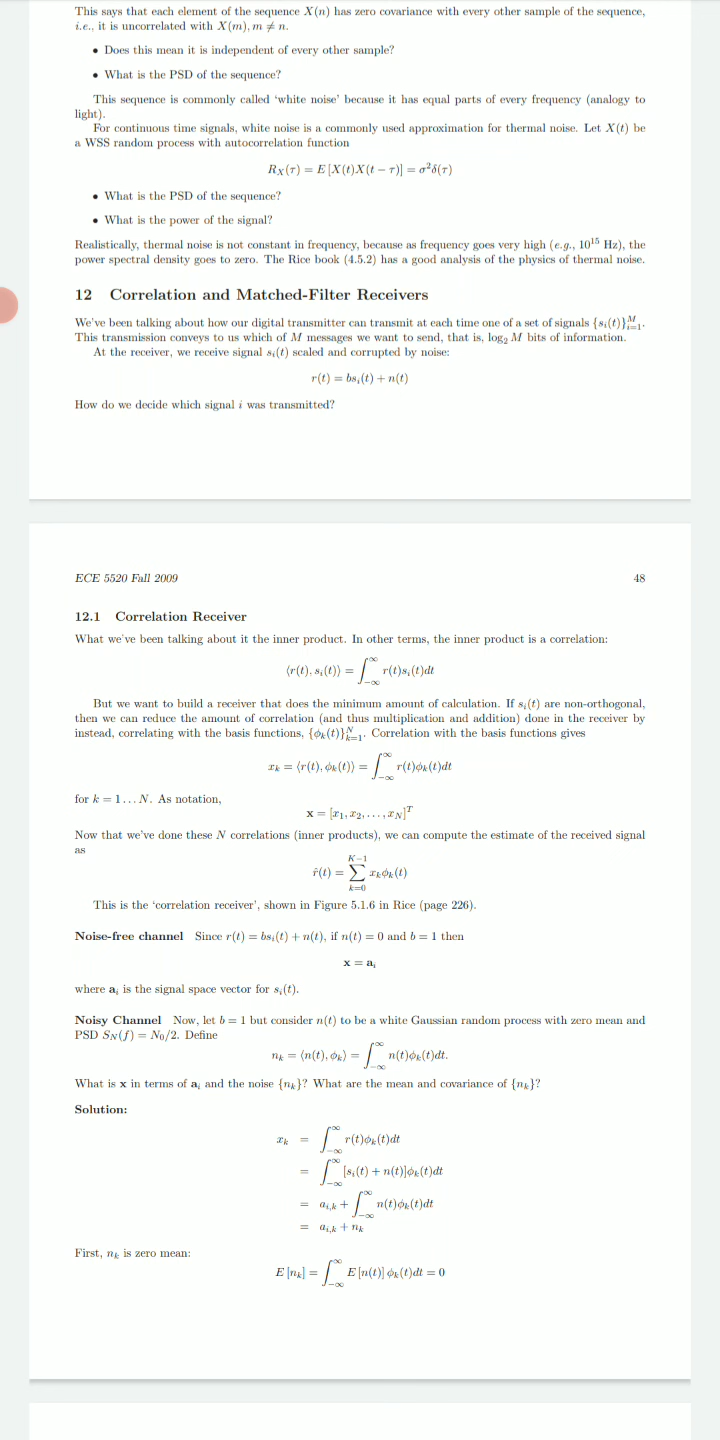 This says that each element of the sequence X(n) has zero covariance with every other sample of the sequence,
i.e., it is uncorrelated with X(m), m ≠ n.
• Does this mean it is independent of every other sample?
• What is the PSD of the sequence?
This sequence is commonly called ‘white noise’ because it has equal parts of every frequency (analogy to
light).
For continuous time signals, white noise is a commonly used approximation for thermal noise. Let X(t) be
a WSS random process with autocorrelation function
R_X(τ) = E [X(t)X(t − τ)] = σ²δ(τ)
• What is the PSD of the sequence?
• What is the power of the signal?
Realistically, thermal noise is not constant in frequency, because as frequency goes very high (e.g., 10¹⁵ Hz), the
power spectral density goes to zero. The Rice book (4.5.2) has a good analysis of the physics of thermal noise.
12 Correlation and Matched-Filter Receivers
We've been talking about how our digital transmitter can transmit at each time one of a set of signals {s_i(t)}_{i=1}^M.
This transmission conveys to us which of M messages we want to send, that is, log₂ M bits of information.
At the receiver, we receive signal s_i(t) scaled and corrupted by noise:
r(t) = bs_i(t) + n(t)
How do we decide which signal i was transmitted?
ECE 5520 Fall 2009 48
12.1 Correlation Receiver
What we've been talking about it the inner product. In other terms, the inner product is a correlation:
⟨r(t), s_i(t)⟩ = ∫_{−∞}^{∞} r(t)s_i(t)dt
But we want to build a receiver that does the minimum amount of calculation. If s_i(t) are non-orthogonal,
then we can reduce the amount of correlation (and thus multiplication and addition) done in the receiver by
instead, correlating with the basis functions, {ϕ_k(t)}_{k=1}^N. Correlation with the basis functions gives
x_k = ⟨r(t), ϕ_k(t)⟩ = ∫_{−∞}^{∞} r(t)ϕ_k(t)dt
for k = 1 . . . N. As notation,
x = [x₁, x₂, . . . , x_N]^T
Now that we've done these N correlations (inner products), we can compute the estimate of the received signal
as
r̂(t) = ∑_{k=0}^{K−1} x_kϕ_k(t)
This is the ‘correlation receiver’, shown in Figure 5.1.6 in Rice (page 226).
Noise-free channel Since r(t) = bs_i(t) + n(t), if n(t) = 0 and b = 1 then
x = a_i
where a_i is the signal space vector for s_i(t).
Noisy Channel Now, let b = 1 but consider n(t) to be a white Gaussian random process with zero mean and
PSD S_N(f) = N₀/2. Define
n_k = ⟨n(t), ϕ_k⟩ = ∫_{−∞}^{∞} n(t)ϕ_k(t)dt.
What is x in terms of a_i and the noise {n_k}? What are the mean and covariance of {n_k}?
Solution:
x_k = ∫_{−∞}^{∞} r(t)ϕ_k(t)dt
= ∫_{−∞}^{∞} [s_i(t) + n(t)]ϕ_k(t)dt
= a_{i,k} + ∫_{−∞}^{∞} n(t)ϕ_k(t)dt
= a_{i,k} + n_k
First, n_k is zero mean:
E [n_k] = ∫_{−∞}^{∞} E [n(t)] ϕ_k(t)dt = 0